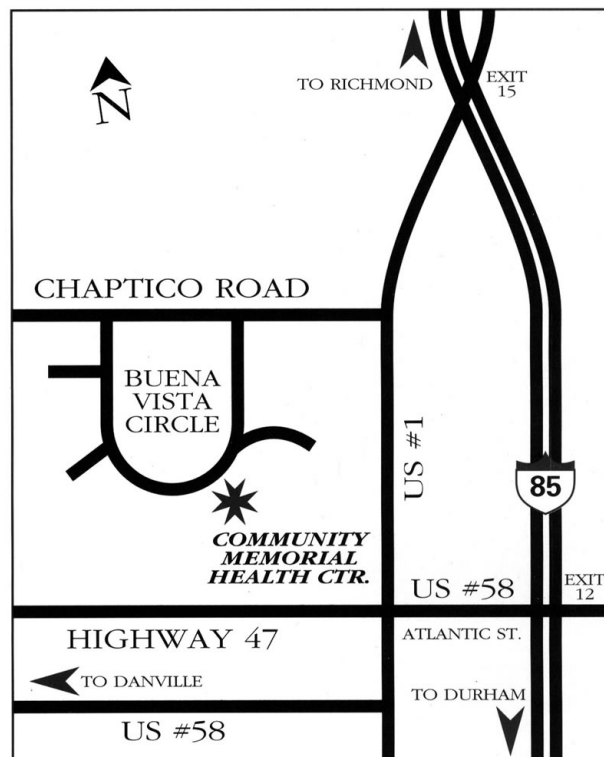 TO RICHMOND
EXIT
15
N
CHAPTICO ROAD
BUENA
VISTA
CIRCLE
US #1
85
COMMUNITY
MEMORIAL
HEALTH CTR.
US #58
EXIT
12
HIGHWAY 47
ATLANTIC ST.
TO DANVILLE
TO DURHAM
US #58